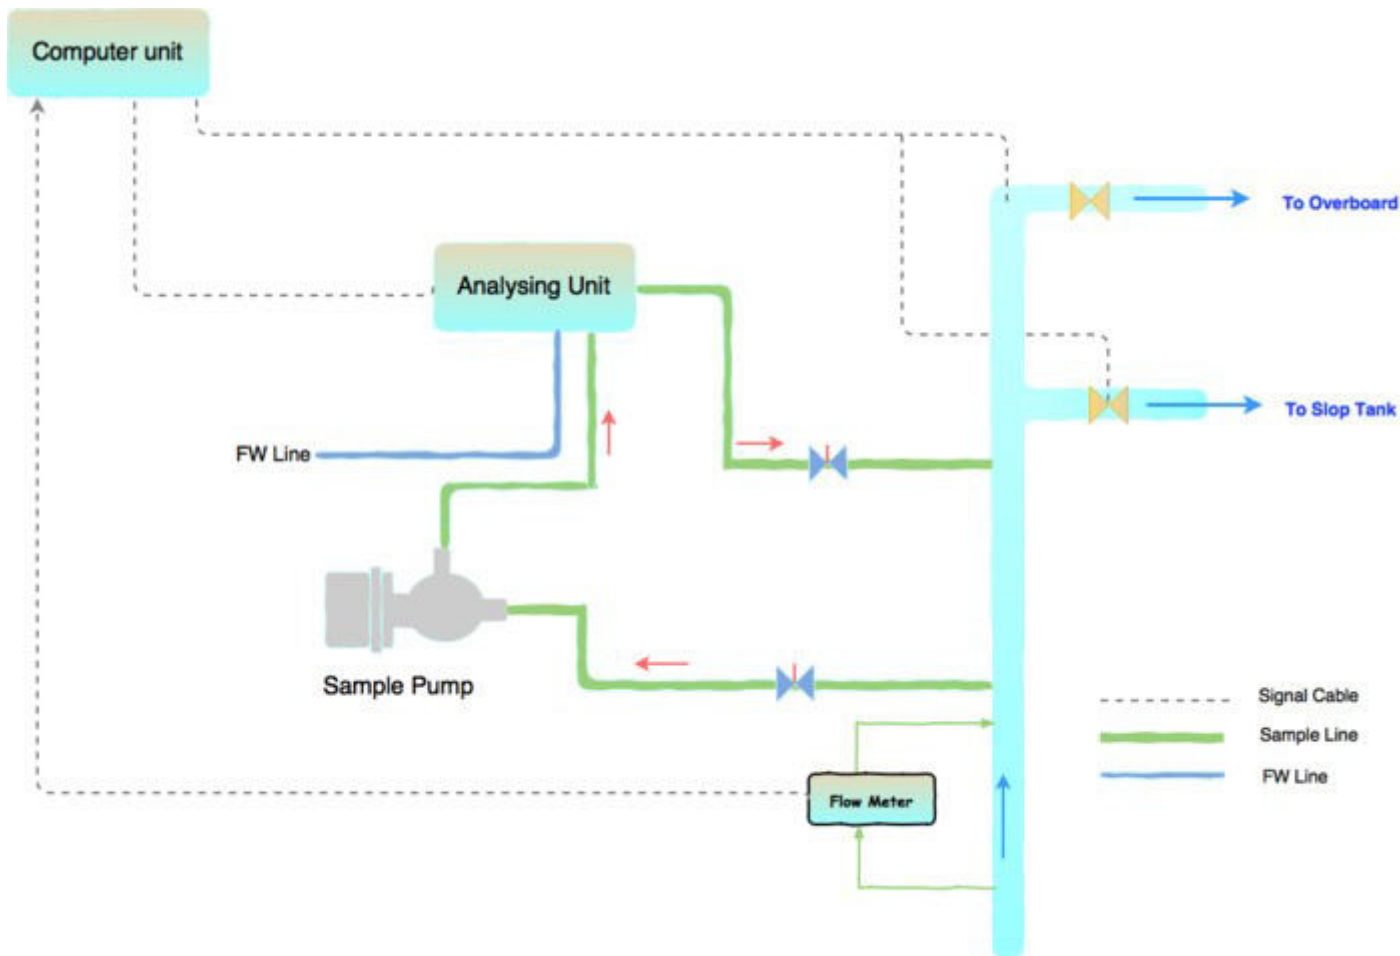 Computer unit
To Overboard
Analysing Unit
To Slop Tank
FW Line
Sample Pump
Signal Cable
Sample Line
FW Line
Flow Meter